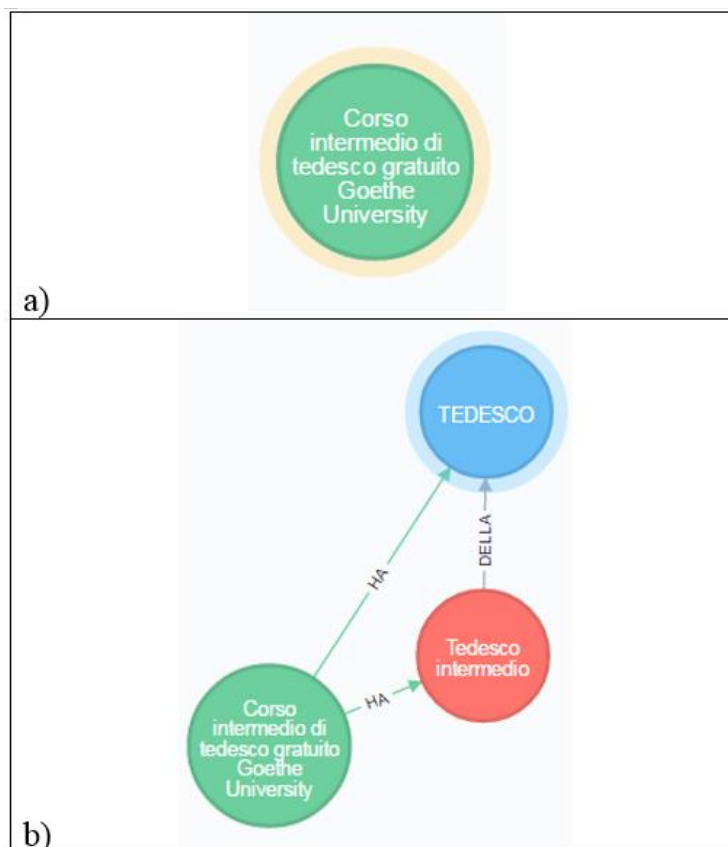 Corso
intermedio di
tedesco gratuito
Goethe
University
a)
TEDESCO
HA
DELLA
Tedesco
intermedio
HA
Corso
intermedio di
tedesco gratuito
Goethe
University
b)